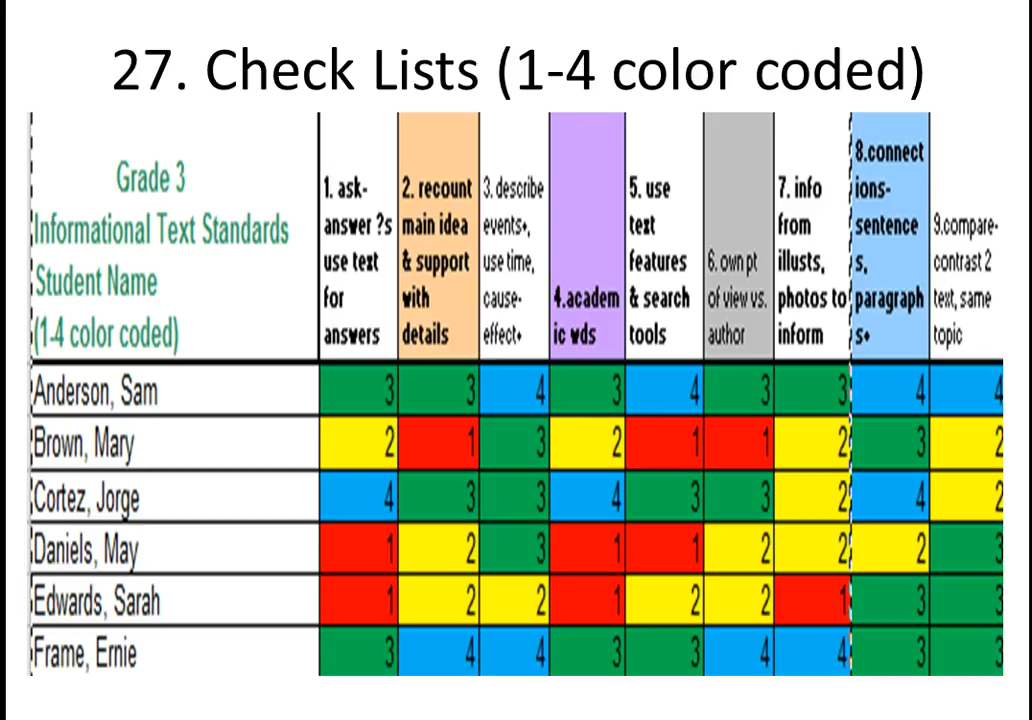 27. Check Lists (1-4 color coded)
Grade 3
Informational Text Standards
Student Name
(1-4 color coded)
1. ask-
answer ?s
use text
for
answers
2. recount
main idea
& support
with
details
3. describe
events+,
use time,
cause-
effect+
4.academ
ic wds
5. use
text
features
& search
tools
6. own pt
of view vs.
author
7. info
from
illusts,
photos to
inform
8.connect
ions-
sentence
s,
paragraph
s+
9.compare-
contrast 2
text, same
topic
Anderson, Sam 3 3 4 3 4 3 3 4 4
Brown, Mary 2 1 3 2 1 1 2 3 2
Cortez, Jorge 4 3 3 4 3 3 2 4 2
Daniels, May 1 2 3 1 1 2 2 2 3
Edwards, Sarah 1 2 2 1 2 2 1 3 3
Frame, Ernie 3 4 4 3 3 4 4 3 3